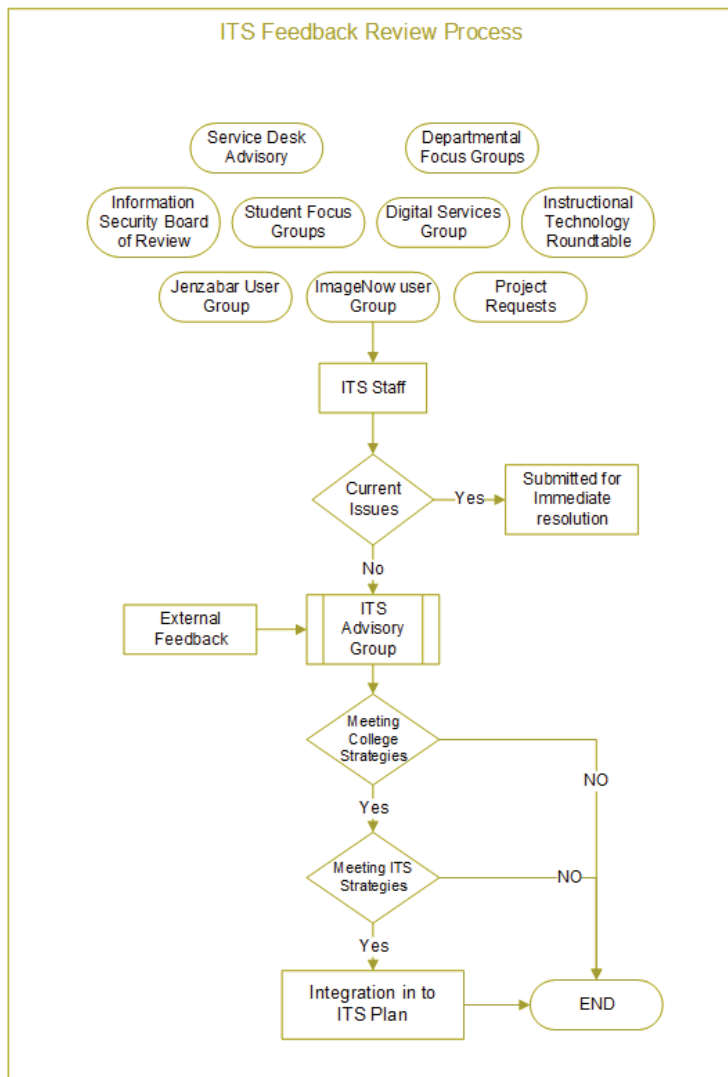 ITS Feedback Review Process
Service Desk
Advisory
Departmental
Focus Groups
Information
Security Board
of Review
Student Focus
Groups
Digital Services
Group
Instructional
Technology
Roundtable
Jenzabar User
Group
ImageNow user
Group
Project
Requests
ITS Staff
Current
Issues
Yes
Submitted for
Immediate
resolution
No
External
Feedback
ITS
Advisory
Group
Meeting
College
Strategies
NO
Yes
Meeting ITS
Strategies
NO
Yes
Integration in to
ITS Plan
END